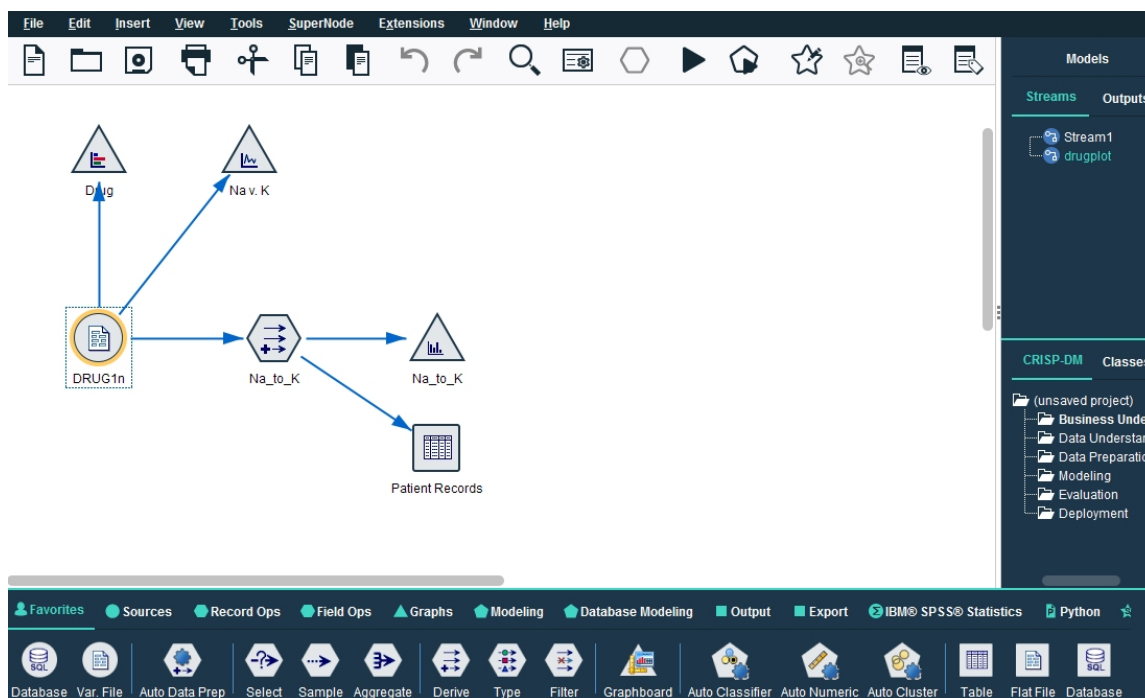 File Edit Insert View Tools SuperNode Extensions Window Help
Models
Streams Outputs
Stream1
drugplot
Drug
Na v. K
DRUG1n
Na_to_K
Na_to_K
Patient Records
CRISP-DM Classes
(unsaved project)
Business Unde
Data Understan
Data Preparatio
Modeling
Evaluation
Deployment
Favorites Sources Record Ops Field Ops Graphs Modeling Database Modeling Output Export IBM® SPSS® Statistics Python
SQL SQL
Database Var. File Auto Data Prep Select Sample Aggregate Derive Type Filter Graphboard Auto Classifier Auto Numeric Auto Cluster Table Flat File Database